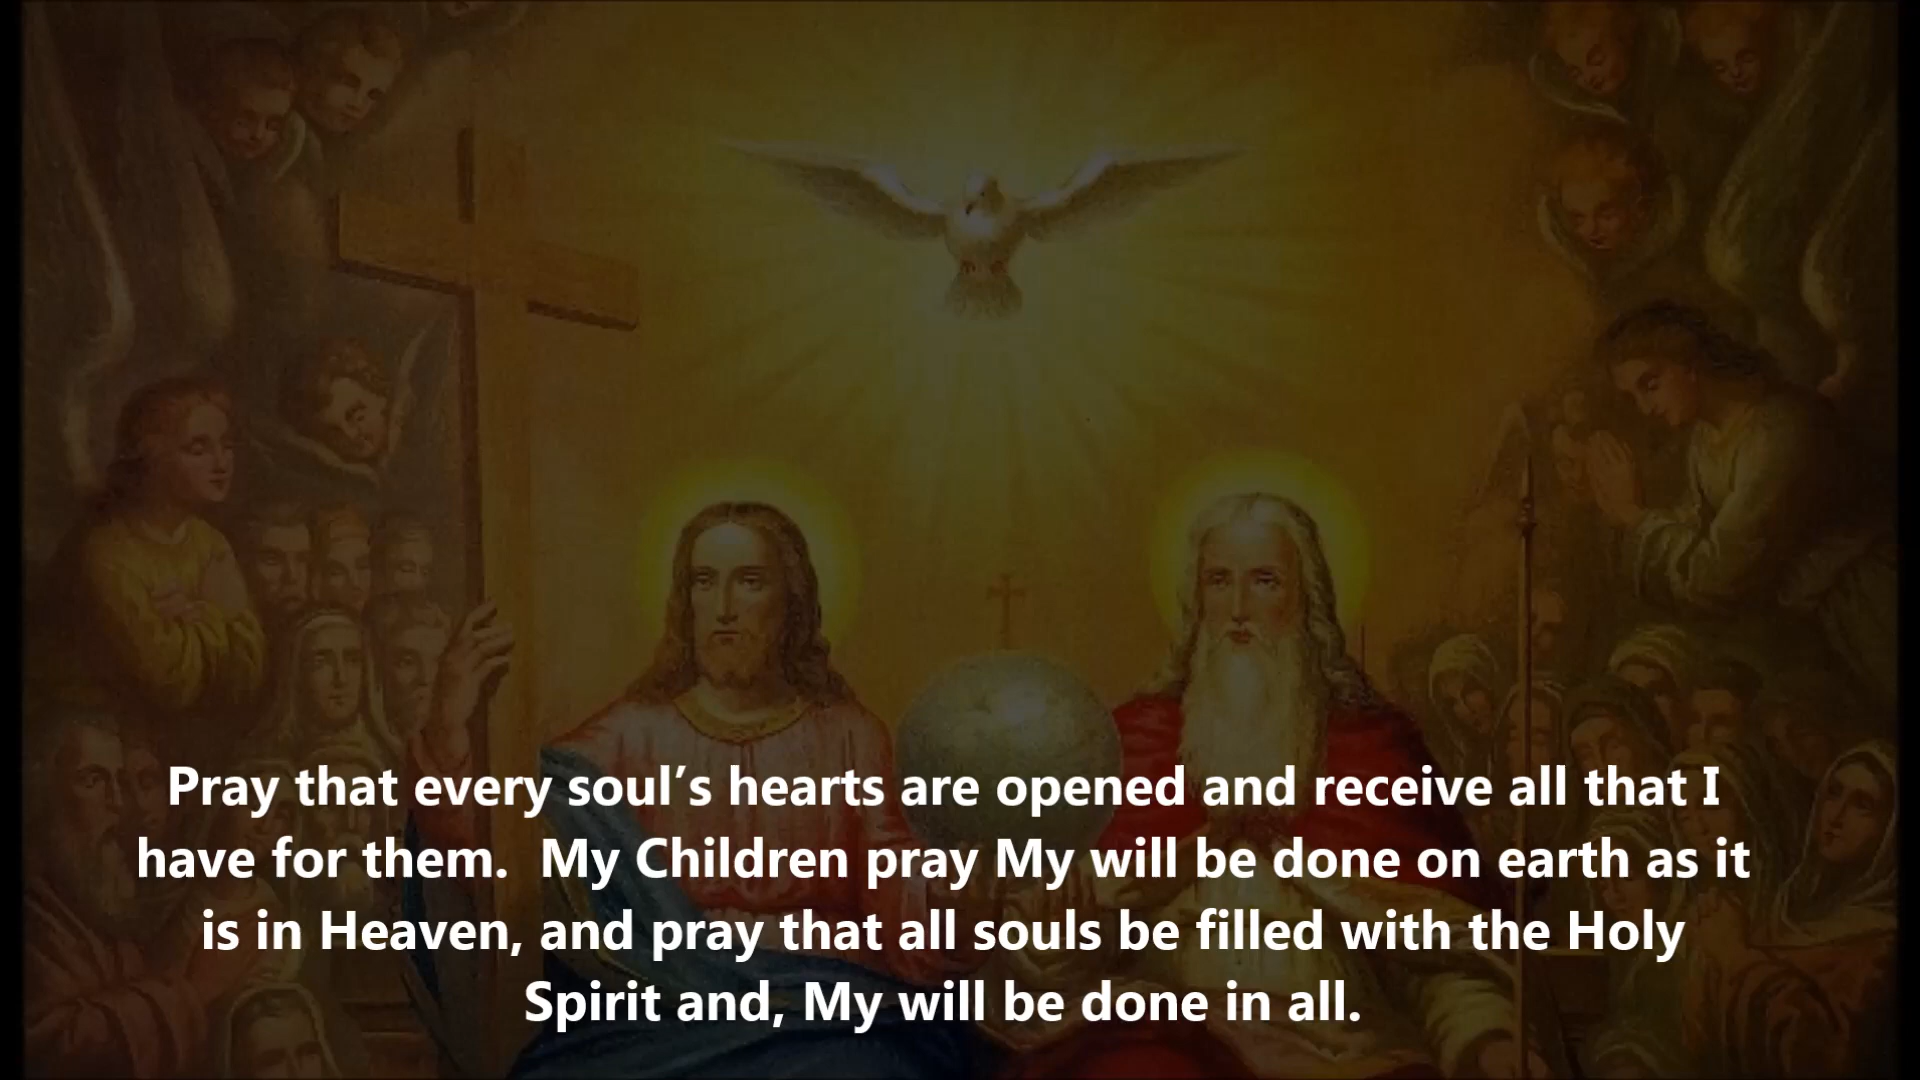 Pray that every soul’s hearts are opened and receive all that I
have for them.  My Children pray My will be done on earth as it
is in Heaven, and pray that all souls be filled with the Holy
Spirit and, My will be done in all.